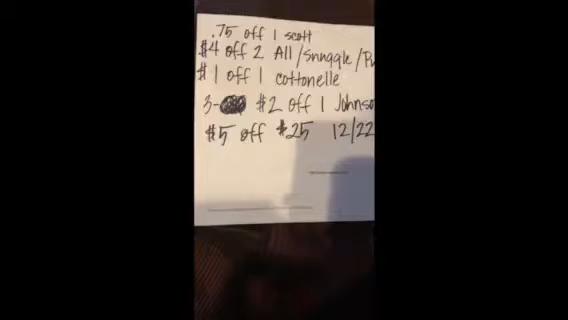 .75 off 1 scott
$4 off 2 All/Snuggle/Pu
$1 off 1 cottonelle
3- $2 off 1 Johnso
$5 off $25 12/22